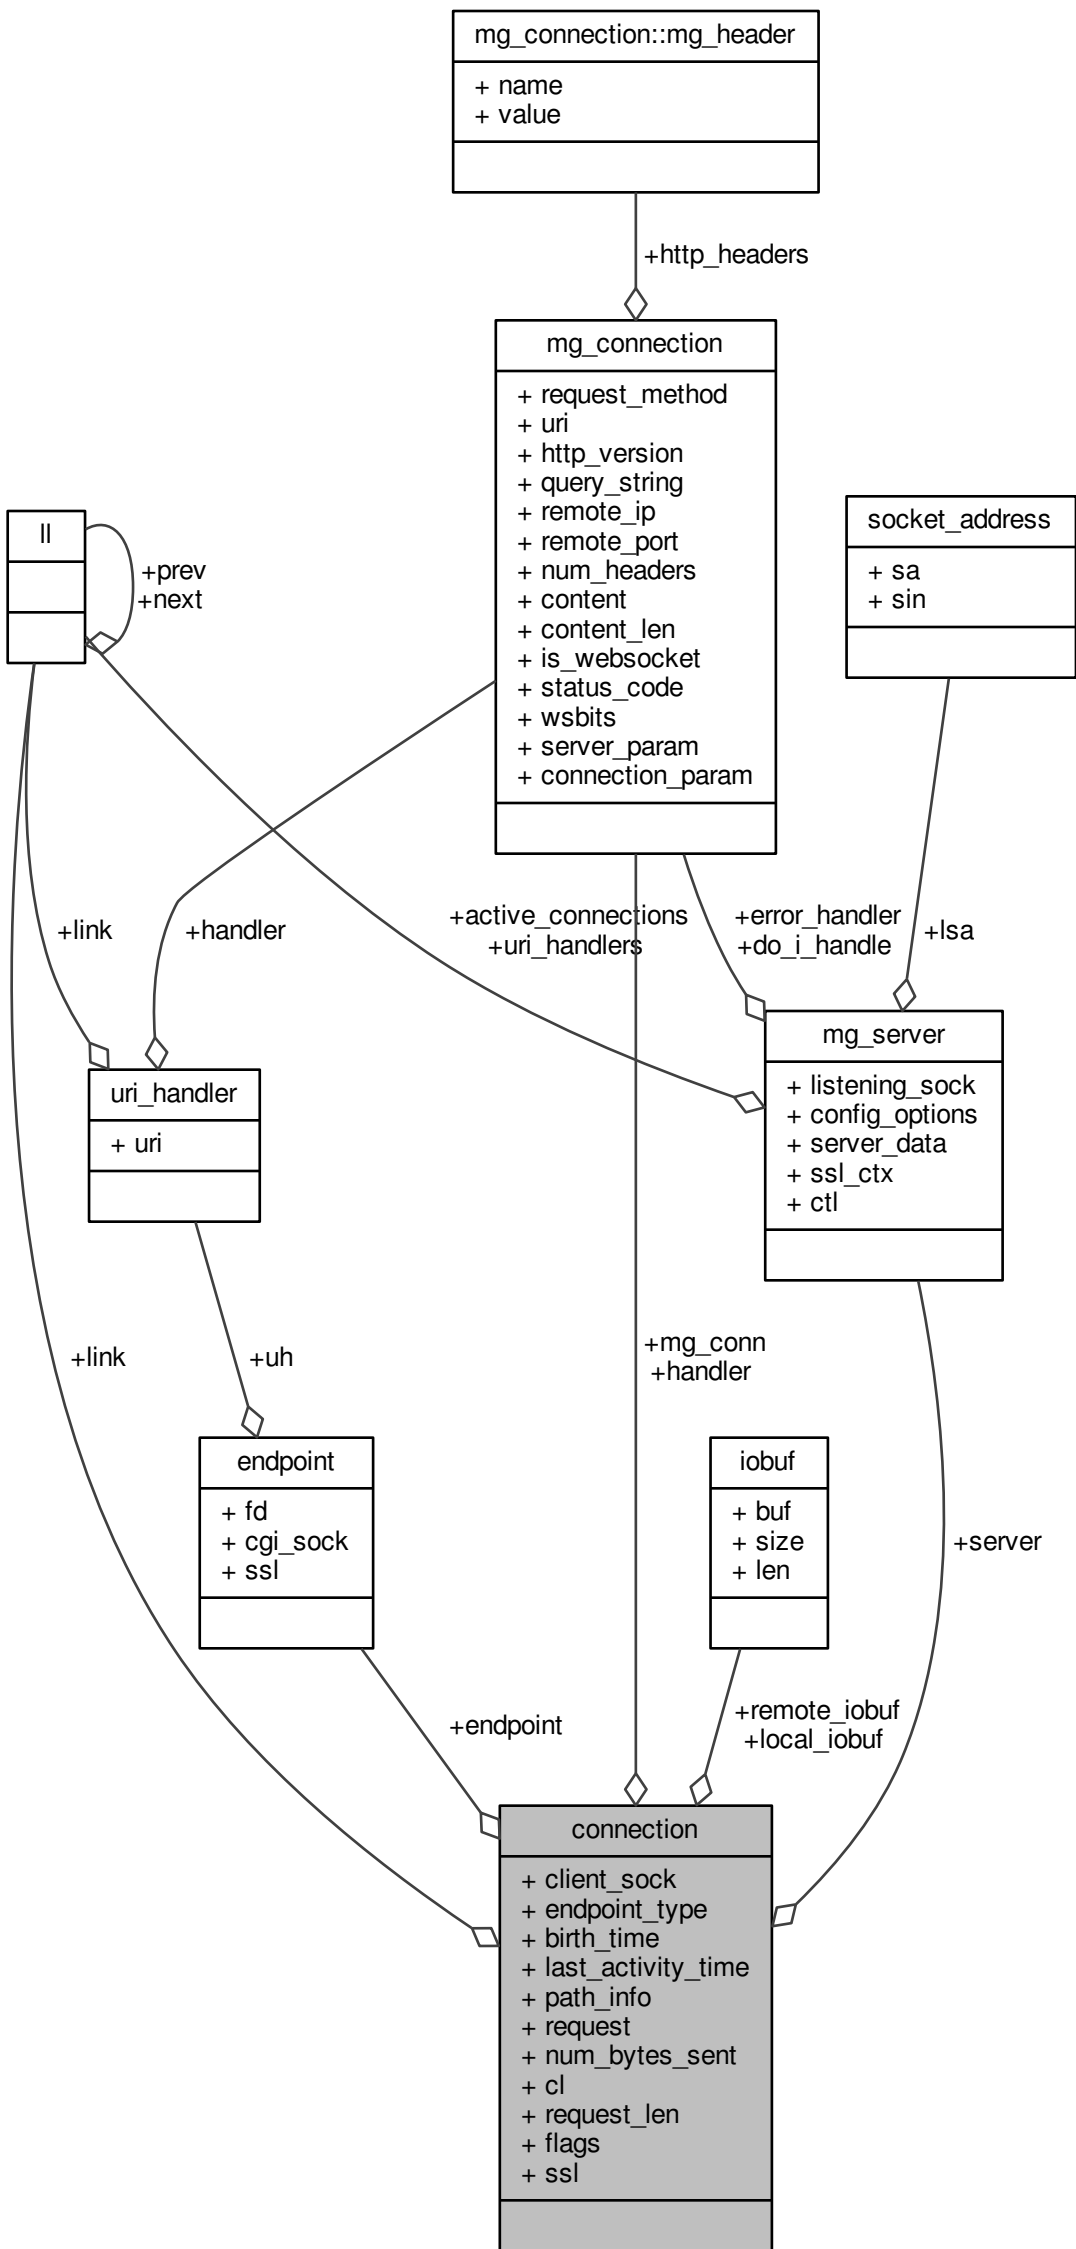 mg_connection::mg_header
+ name
+ value
+http_headers
mg_connection
+ request_method
+ uri
+ http_version
+ query_string
+ remote_ip
+ remote_port
+ num_headers
+ content
+ content_len
+ is_websocket
+ status_code
+ wsbits
+ server_param
+ connection_param
ll
+prev
+next
socket_address
+ sa
+ sin
+link
+handler
+active_connections
+uri_handlers
+error_handler
+do_i_handle
+lsa
mg_server
+ listening_sock
+ config_options
+ server_data
+ ssl_ctx
+ ctl
uri_handler
+ uri
+link
+uh
+mg_conn
+handler
endpoint
+ fd
+ cgi_sock
+ ssl
iobuf
+ buf
+ size
+ len
+server
+endpoint
+remote_iobuf
+local_iobuf
connection
+ client_sock
+ endpoint_type
+ birth_time
+ last_activity_time
+ path_info
+ request
+ num_bytes_sent
+ cl
+ request_len
+ flags
+ ssl